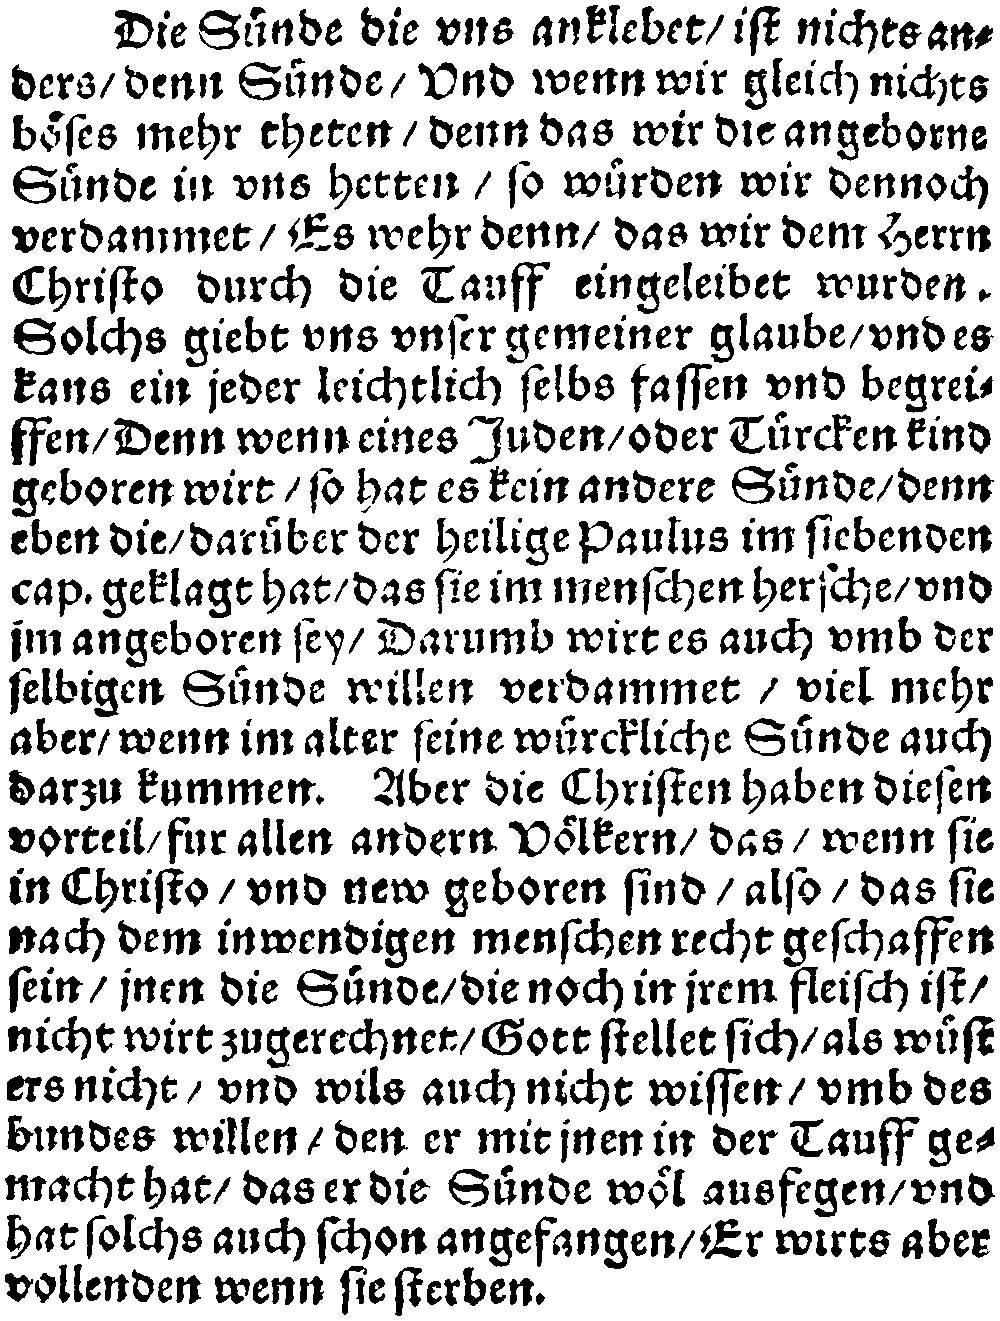 Die Sünde die vns anklebet/ ist nichts an-
ders/ denn Sünde/ Vnd wenn wir gleich nichts
böses mehr theten/ denn das wir die angeborne
Sünde in vns hetten/ so würden wir dennoch
verdammet/ Es wehr denn/ das wir dem Herrn
Christo durch die Tauff eingeleibet wurden.
Solchs giebt vns vnser gemeiner glaube/ vnd es
kans ein jeder leichtlich selbs fassen vnd begrei-
ffen/ Denn wenn eines Juden/ oder Türcken kind
geboren wirt/ so hat es kein andere Sünde/ denn
eben die/ darüber der heilige Paulus im siebenden
cap. geklagt hat/ das sie im menschen hersche/ vnd
jm angeboren sey/ Darumb wirt es auch vmb der
selbigen Sünde willen verdammet/ viel mehr
aber/ wenn im alter seine würckliche Sünde auch
darzu kummen. Aber die Christen haben diesen
vorteil/ fur allen andern Völkern/ das/ wenn sie
in Christo/ vnd new geboren sind/ also/ das sie
nach dem inwendigen menschen recht geschaffen
sein/ jnen die Sünde/ die noch in jrem fleisch ist/
nicht wirt zugerechnet/ Gott stellet sich/ als wüst
ers nicht/ vnd wils auch nicht wissen/ vmb des
bundes willen/ den er mit jnen in der Tauff ge-
macht hat/ das er die Sünde wöl ausfegen/ vnd
hat solchs auch schon angefangen/ Er wirts aber
vollenden wenn sie sterben.